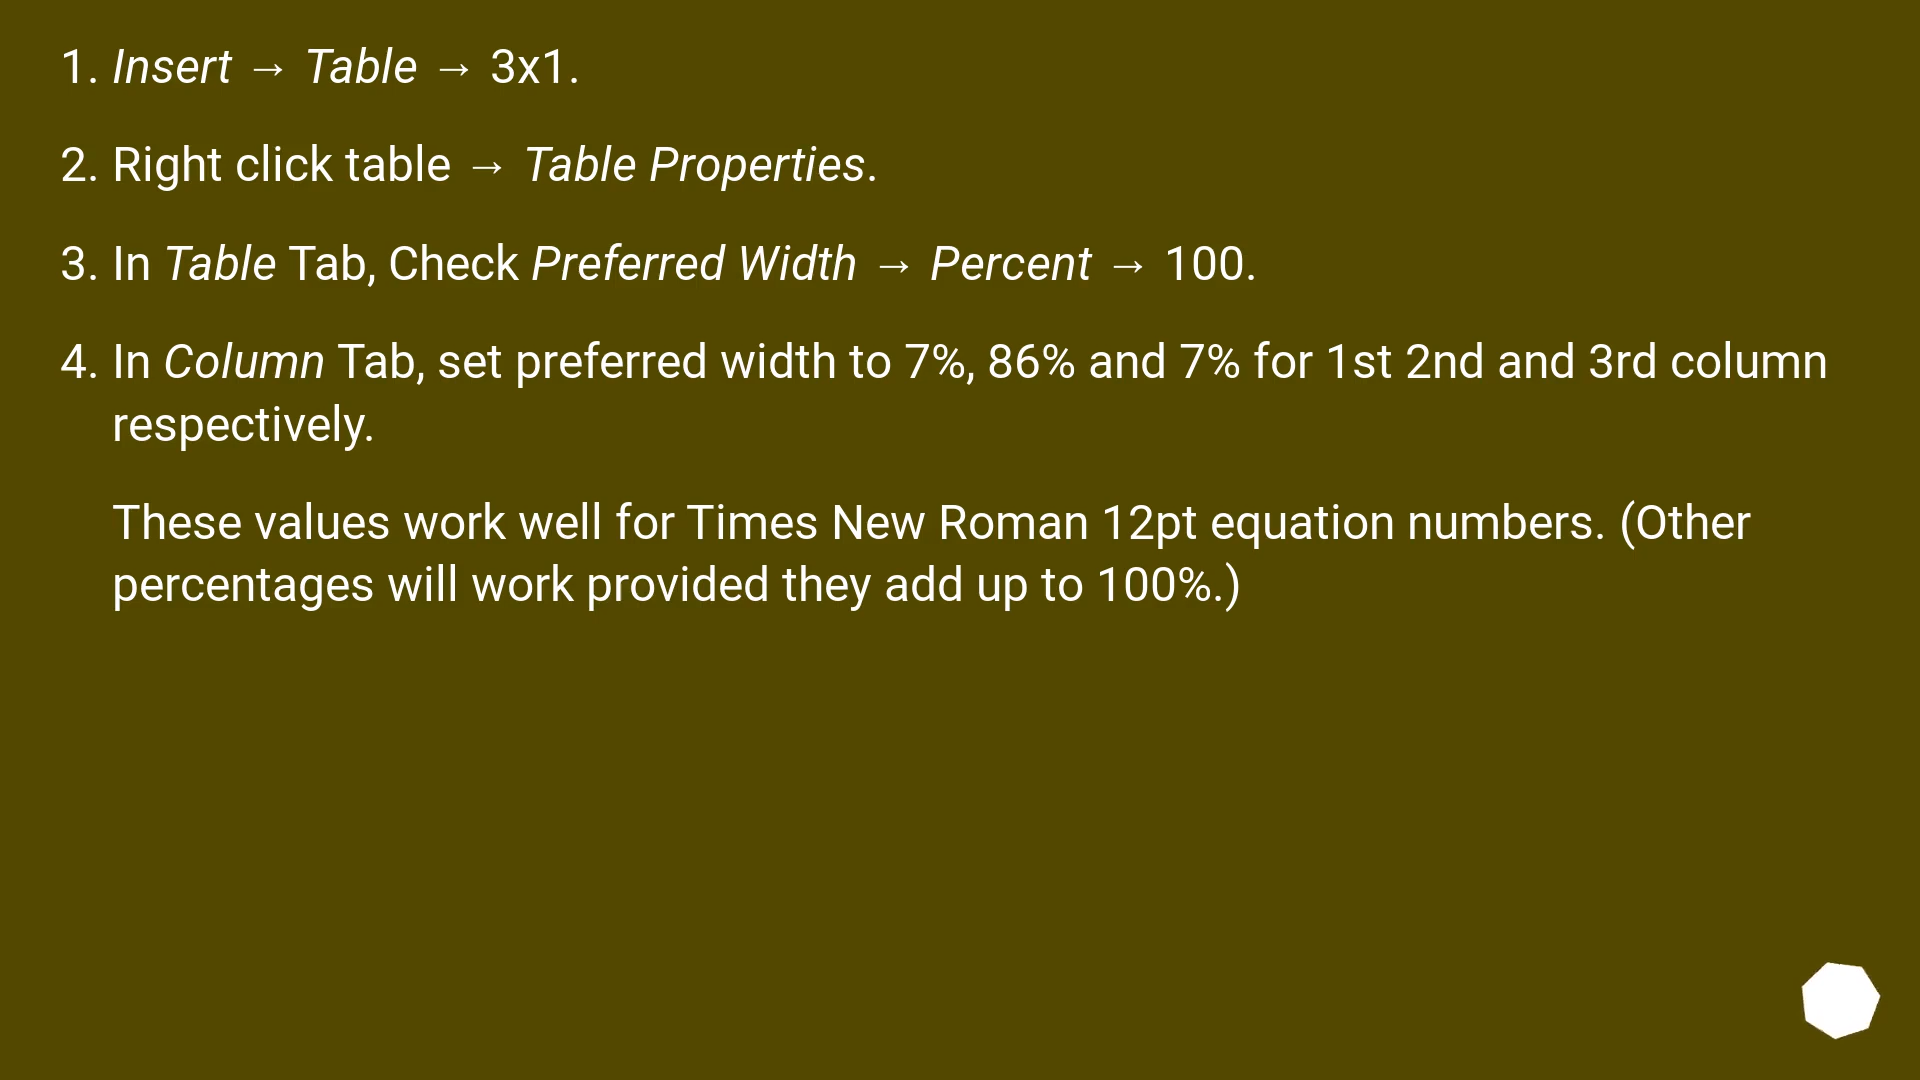 1. Insert → Table → 3x1.
2. Right click table → Table Properties.
3. In Table Tab, Check Preferred Width → Percent → 100.
4. In Column Tab, set preferred width to 7%, 86% and 7% for 1st 2nd and 3rd column
respectively.
These values work well for Times New Roman 12pt equation numbers. (Other
percentages will work provided they add up to 100%.)